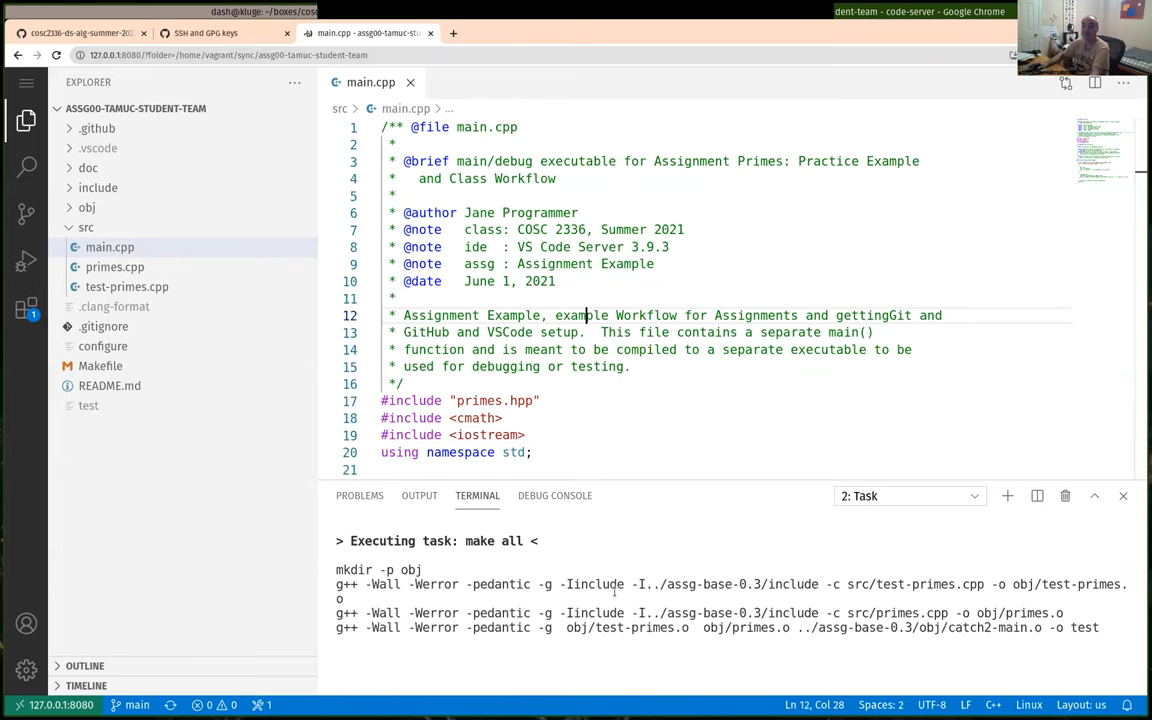 dash@kluge: ~/boxes/cosc
dent-team - code-server - Google Chrome
cosc2336-ds-alg-summer-202
SSH and GPG keys
main.cpp - assg00-tamuc-stude
127.0.0.1:8080/?folder=/home/vagrant/sync/assg00-tamuc-student-team
EXPLORER
main.cpp
ASSG00-TAMUC-STUDENT-TEAM
src > main.cpp > ...
.github
.vscode
doc
include
obj
src
main.cpp
primes.cpp
test-primes.cpp
.clang-format
.gitignore
configure
Makefile
README.md
test
OUTLINE
TIMELINE
1
1 /** @file main.cpp
2 *
3 * @brief main/debug executable for Assignment Primes: Practice Example
4 * and Class Workflow
5 *
6 * @author Jane Programmer
7 * @note class: COSC 2336, Summer 2021
8 * @note ide : VS Code Server 3.9.3
9 * @note assg : Assignment Example
10 * @date June 1, 2021
11 *
12 * Assignment Example, example Workflow for Assignments and gettingGit and
13 * GitHub and VSCode setup. This file contains a separate main()
14 * function and is meant to be compiled to a separate executable to be
15 * used for debugging or testing.
16 */
17 #include "primes.hpp"
18 #include <cmath>
19 #include <iostream>
20 using namespace std;
21
PROBLEMS OUTPUT TERMINAL DEBUG CONSOLE 2: Task
> Executing task: make all <
mkdir -p obj
g++ -Wall -Werror -pedantic -g -Iinclude -I../assg-base-0.3/include -c src/test-primes.cpp -o obj/test-primes.
o
g++ -Wall -Werror -pedantic -g -Iinclude -I../assg-base-0.3/include -c src/primes.cpp -o obj/primes.o
g++ -Wall -Werror -pedantic -g obj/test-primes.o obj/primes.o ../assg-base-0.3/obj/catch2-main.o -o test
127.0.0.1:8080 main 0 0 1 Ln 12, Col 28 Spaces: 2 UTF-8 LF C++ Linux Layout: us